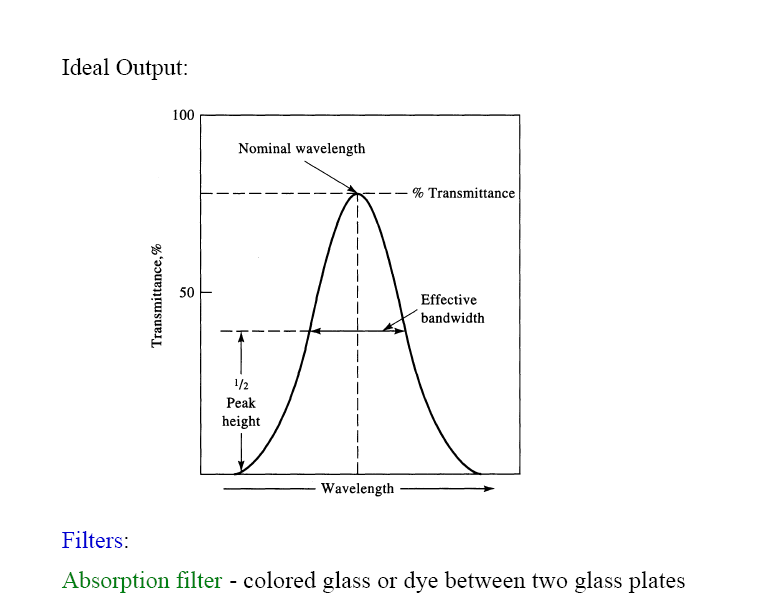 Ideal Output:
100
Nominal wavelength
% Transmittance
Transmittance,%
50
Effective
bandwidth
1/2
Peak
height
Wavelength
Filters:
Absorption filter - colored glass or dye between two glass plates